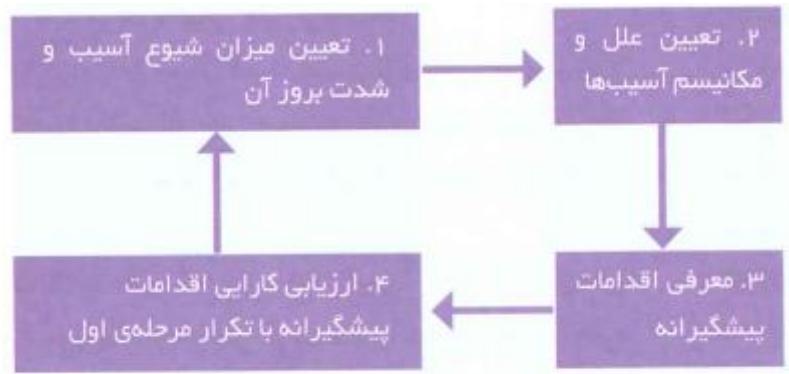 ۱. تعیین میزان شیوع آسیب و
شدت بروز آن
۲. تعیین علل و
مکانیسم آسیب‌ها
۳. معرفی اقدامات
پیشگیرانه
۴. ارزیابی کارایی اقدامات
پیشگیرانه با تکرار مرحله‌ی اول